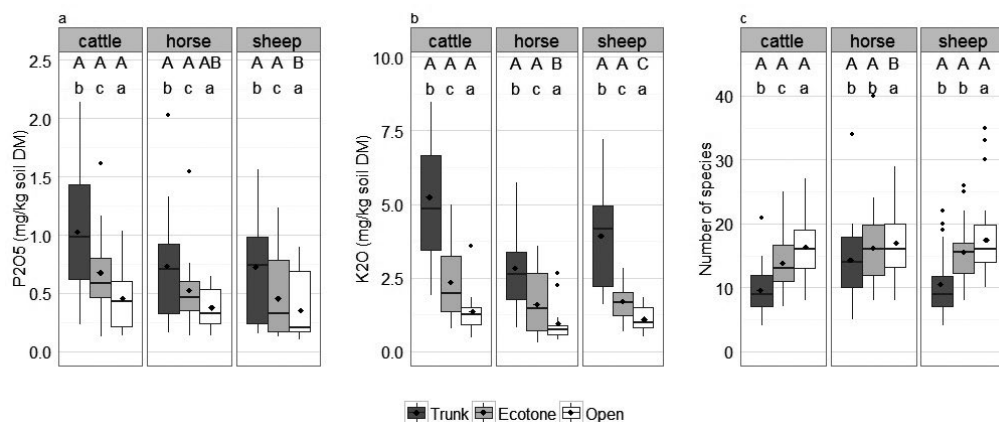 a
cattle horse sheep
P2O5 (mg/kg soil DM)
2.5
2.0
1.5
1.0
0.5
0.0
A A A A A AB A A B
b c a b c a b c a
b
cattle horse sheep
K2O (mg/kg soil DM)
10.0
7.5
5.0
2.5
0.0
A A A A A B A A C
b c a b c a b c a
c
cattle horse sheep
Number of species
40
30
20
10
0
A A A A A B A A A
b c a b b a b b a
Trunk Ecotone Open